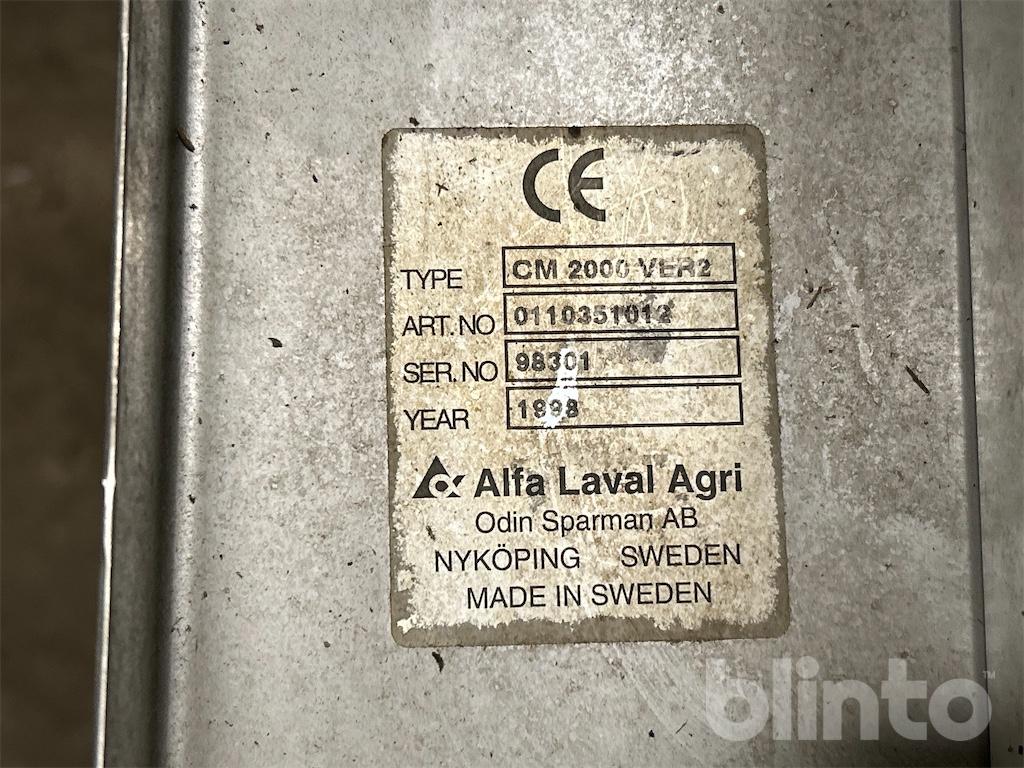 CE
TYPE CM 2000 VER2
ART. NO 0110351012
SER. NO 98301
YEAR 1998
Alfa Laval Agri
Odin Sparman AB
NYKÖPING SWEDEN
MADE IN SWEDEN
blinto™